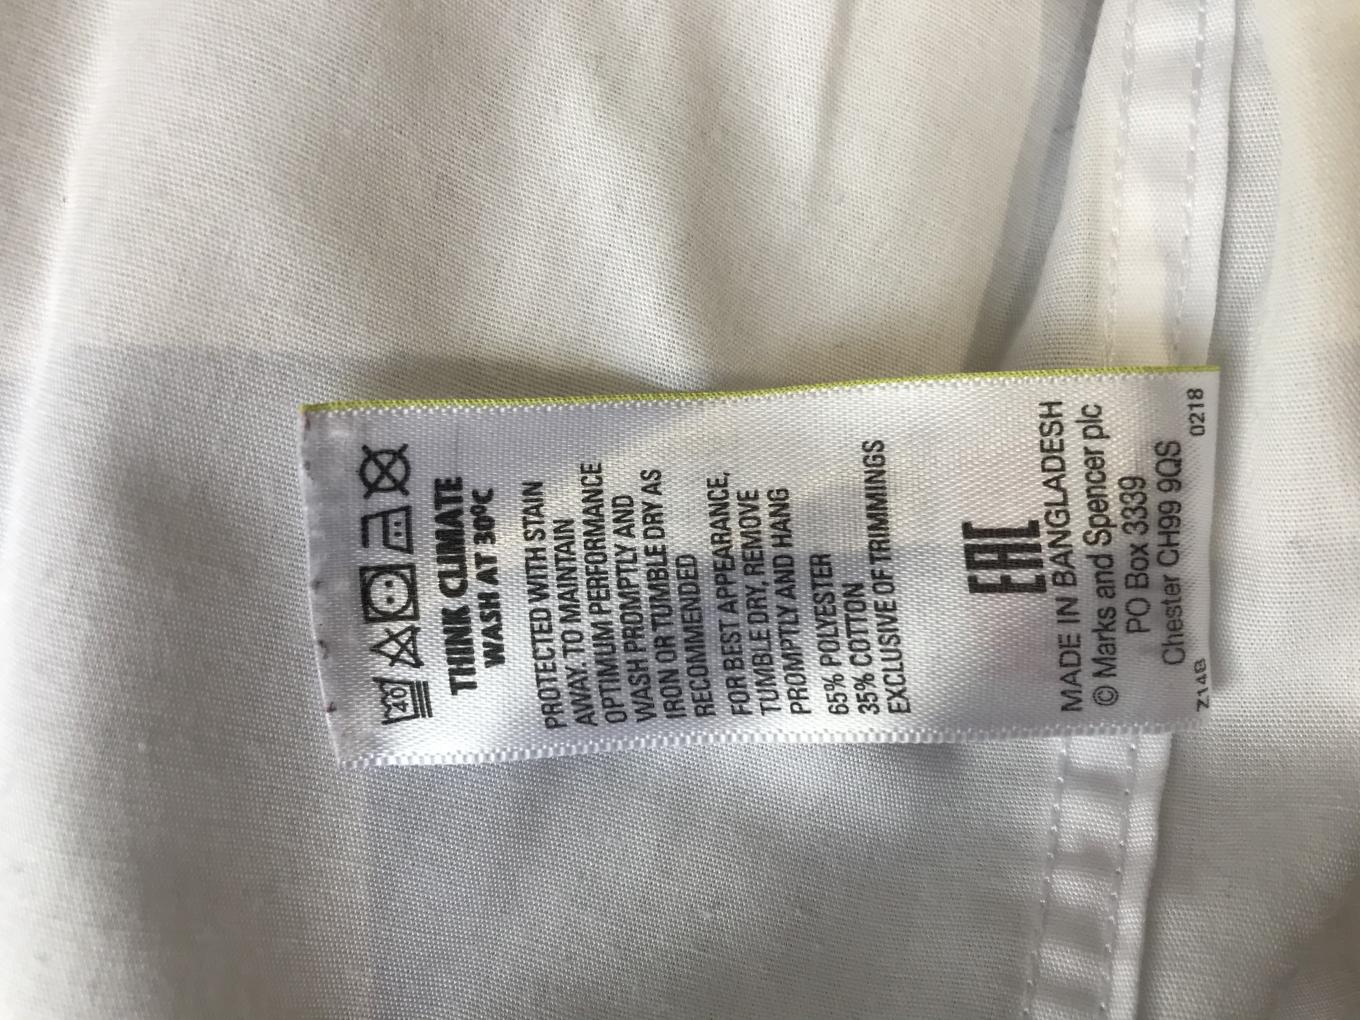 40
THINK CLIMATE
WASH AT 30°C
PROTECTED WITH STAIN
AWAY. TO MAINTAIN
OPTIMUM PERFORMANCE
WASH PROMPTLY AND
IRON OR TUMBLE DRY AS
RECOMMENDED
FOR BEST APPEARANCE,
TUMBLE DRY, REMOVE
PROMPTLY AND HANG
65% POLYESTER
35% COTTON
EXCLUSIVE OF TRIMMINGS
EAC
MADE IN BANGLADESH
© Marks and Spencer plc
PO Box 3339
Chester CH99 9QS
Z14B 0218